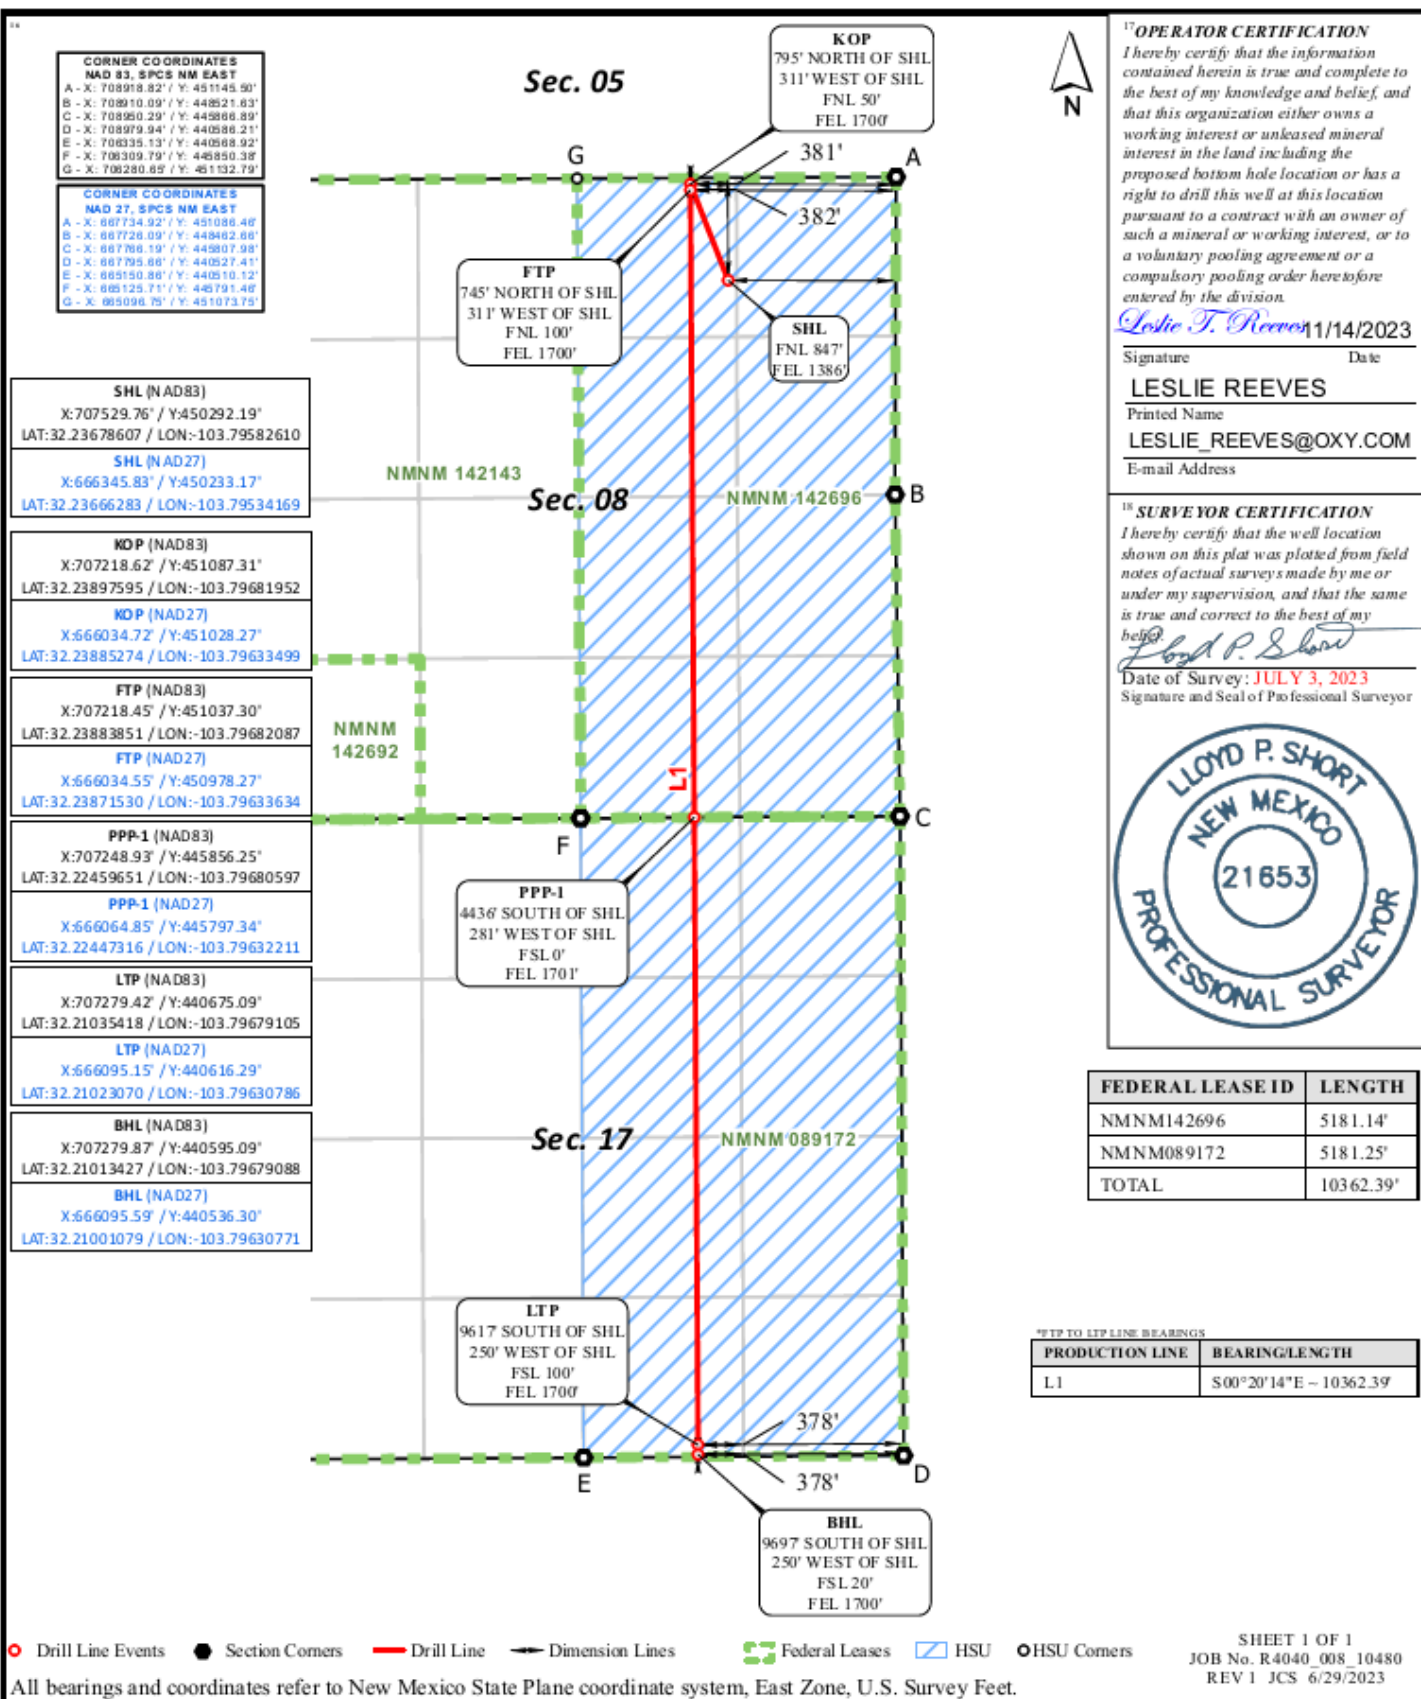 16
CORNER COORDINATES
NAD 83, SPCS NM EAST
A - X: 708918.82' / Y: 451145.50'
B - X: 708910.09' / Y: 448521.63'
C - X: 708950.29' / Y: 445866.89'
D - X: 708979.94' / Y: 440586.21'
E - X: 706335.13' / Y: 440568.92'
F - X: 706309.79' / Y: 445850.38'
G - X: 706280.65' / Y: 451132.79'
CORNER COORDINATES
NAD 27, SPCS NM EAST
A - X: 667734.92' / Y: 451086.46'
B - X: 667726.09' / Y: 448462.66'
C - X: 667766.19' / Y: 445807.98'
D - X: 667795.66' / Y: 440527.41'
E - X: 665150.86' / Y: 440510.12'
F - X: 665125.71' / Y: 445791.46'
G - X: 665096.75' / Y: 451073.75'
SHL (NAD83)
X:707529.76' / Y:450292.19'
LAT:32.23678607 / LON:-103.79582610
SHL (NAD27)
X:666345.83' / Y:450233.17'
LAT:32.23666283 / LON:-103.79534169
KOP (NAD83)
X:707218.62' / Y:451087.31'
LAT:32.23897595 / LON:-103.79681952
KOP (NAD27)
X:666034.72' / Y:451028.27'
LAT:32.23885274 / LON:-103.79633499
FTP (NAD83)
X:707218.45' / Y:451037.30'
LAT:32.23883851 / LON:-103.79682087
FTP (NAD27)
X:666034.55' / Y:450978.27'
LAT:32.23871530 / LON:-103.79633634
PPP-1 (NAD83)
X:707248.93' / Y:445856.25'
LAT:32.22459651 / LON:-103.79680597
PPP-1 (NAD27)
X:666064.85' / Y:445797.34'
LAT:32.22447316 / LON:-103.79632211
LTP (NAD83)
X:707279.42' / Y:440675.09'
LAT:32.21035418 / LON:-103.79679105
LTP (NAD27)
X:666095.15' / Y:440616.29'
LAT:32.21023070 / LON:-103.79630786
BHL (NAD83)
X:707279.87' / Y:440595.09'
LAT:32.21013427 / LON:-103.79679088
BHL (NAD27)
X:666095.59' / Y:440536.30'
LAT:32.21001079 / LON:-103.79630771
Sec. 05
KOP
795' NORTH OF SHL
311' WEST OF SHL
FNL 50'
FEL 1700'
N
G
381'
A
382'
FTP
745' NORTH OF SHL
311' WEST OF SHL
FNL 100'
FEL 1700'
SHL
FNL 847'
FEL 1386'
NMNM 142143
Sec. 08
NMNM 142696
B
NMNM
142692
L1
F
C
PPP-1
4436' SOUTH OF SHL
281' WEST OF SHL
FSL 0'
FEL 1701'
Sec. 17
NMNM 089172
LTP
9617' SOUTH OF SHL
250' WEST OF SHL
FSL 100'
FEL 1700'
378'
E
D
378'
BHL
9697' SOUTH OF SHL
250' WEST OF SHL
FSL 20'
FEL 1700'
17 OPERATOR CERTIFICATION
I hereby certify that the information
contained herein is true and complete to
the best of my knowledge and belief, and
that this organization either owns a
working interest or unleased mineral
interest in the land including the
proposed bottom hole location or has a
right to drill this well at this location
pursuant to a contract with an owner of
such a mineral or working interest, or to
a voluntary pooling agreement or a
compulsory pooling order heretofore
entered by the division.
Leslie T. Reeves 11/14/2023
Signature Date
LESLIE REEVES
Printed Name
LESLIE_REEVES@OXY.COM
E-mail Address
18 SURVEYOR CERTIFICATION
I hereby certify that the well location
shown on this plat was plotted from field
notes of actual surveys made by me or
under my supervision, and that the same
is true and correct to the best of my
belief.
Lloyd P. Short
Date of Survey: JULY 3, 2023
Signature and Seal of Professional Surveyor
LLOYD P. SHORT
NEW MEXICO
21653
PROFESSIONAL SURVEYOR
FEDERAL LEASE ID LENGTH
NMNM142696 5181.14'
NMNM089172 5181.25'
TOTAL 10362.39'
*FTP TO LTP LINE BEARINGS
PRODUCTION LINE BEARING/LENGTH
L1 S00°20'14"E ~ 10362.39'
Drill Line Events Section Corners Drill Line Dimension Lines Federal Leases HSU HSU Corners
All bearings and coordinates refer to New Mexico State Plane coordinate system, East Zone, U.S. Survey Feet.
SHEET 1 OF 1
JOB No. R4040_008_10480
REV 1 JCS 6/29/2023